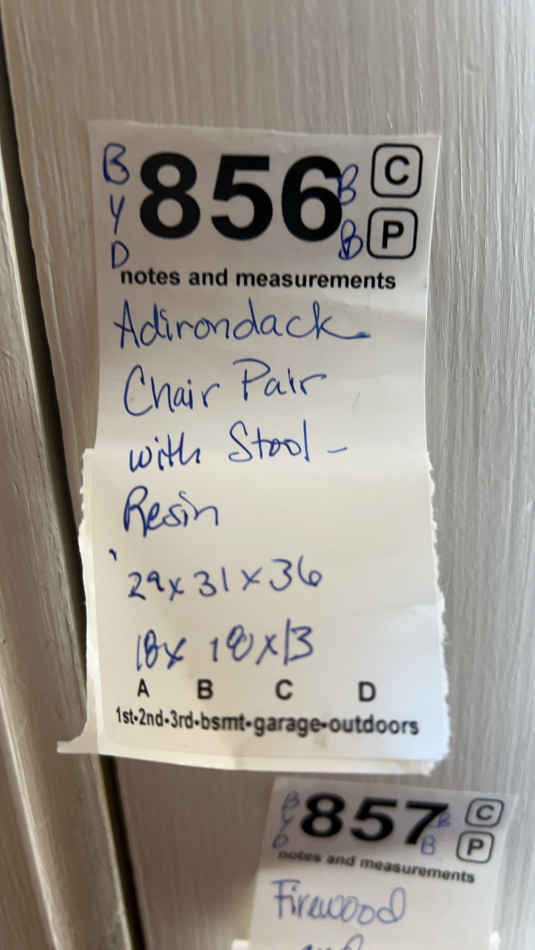 B 856 B C
Y
D B P
notes and measurements
Adirondack
Chair Pair
with Stool -
Resin
29x31x36
18x 18x13
A B C D
1st-2nd-3rd-bsmt-garage-outdoors
B 857 B C
Y
D B P
notes and measurements
Firewood